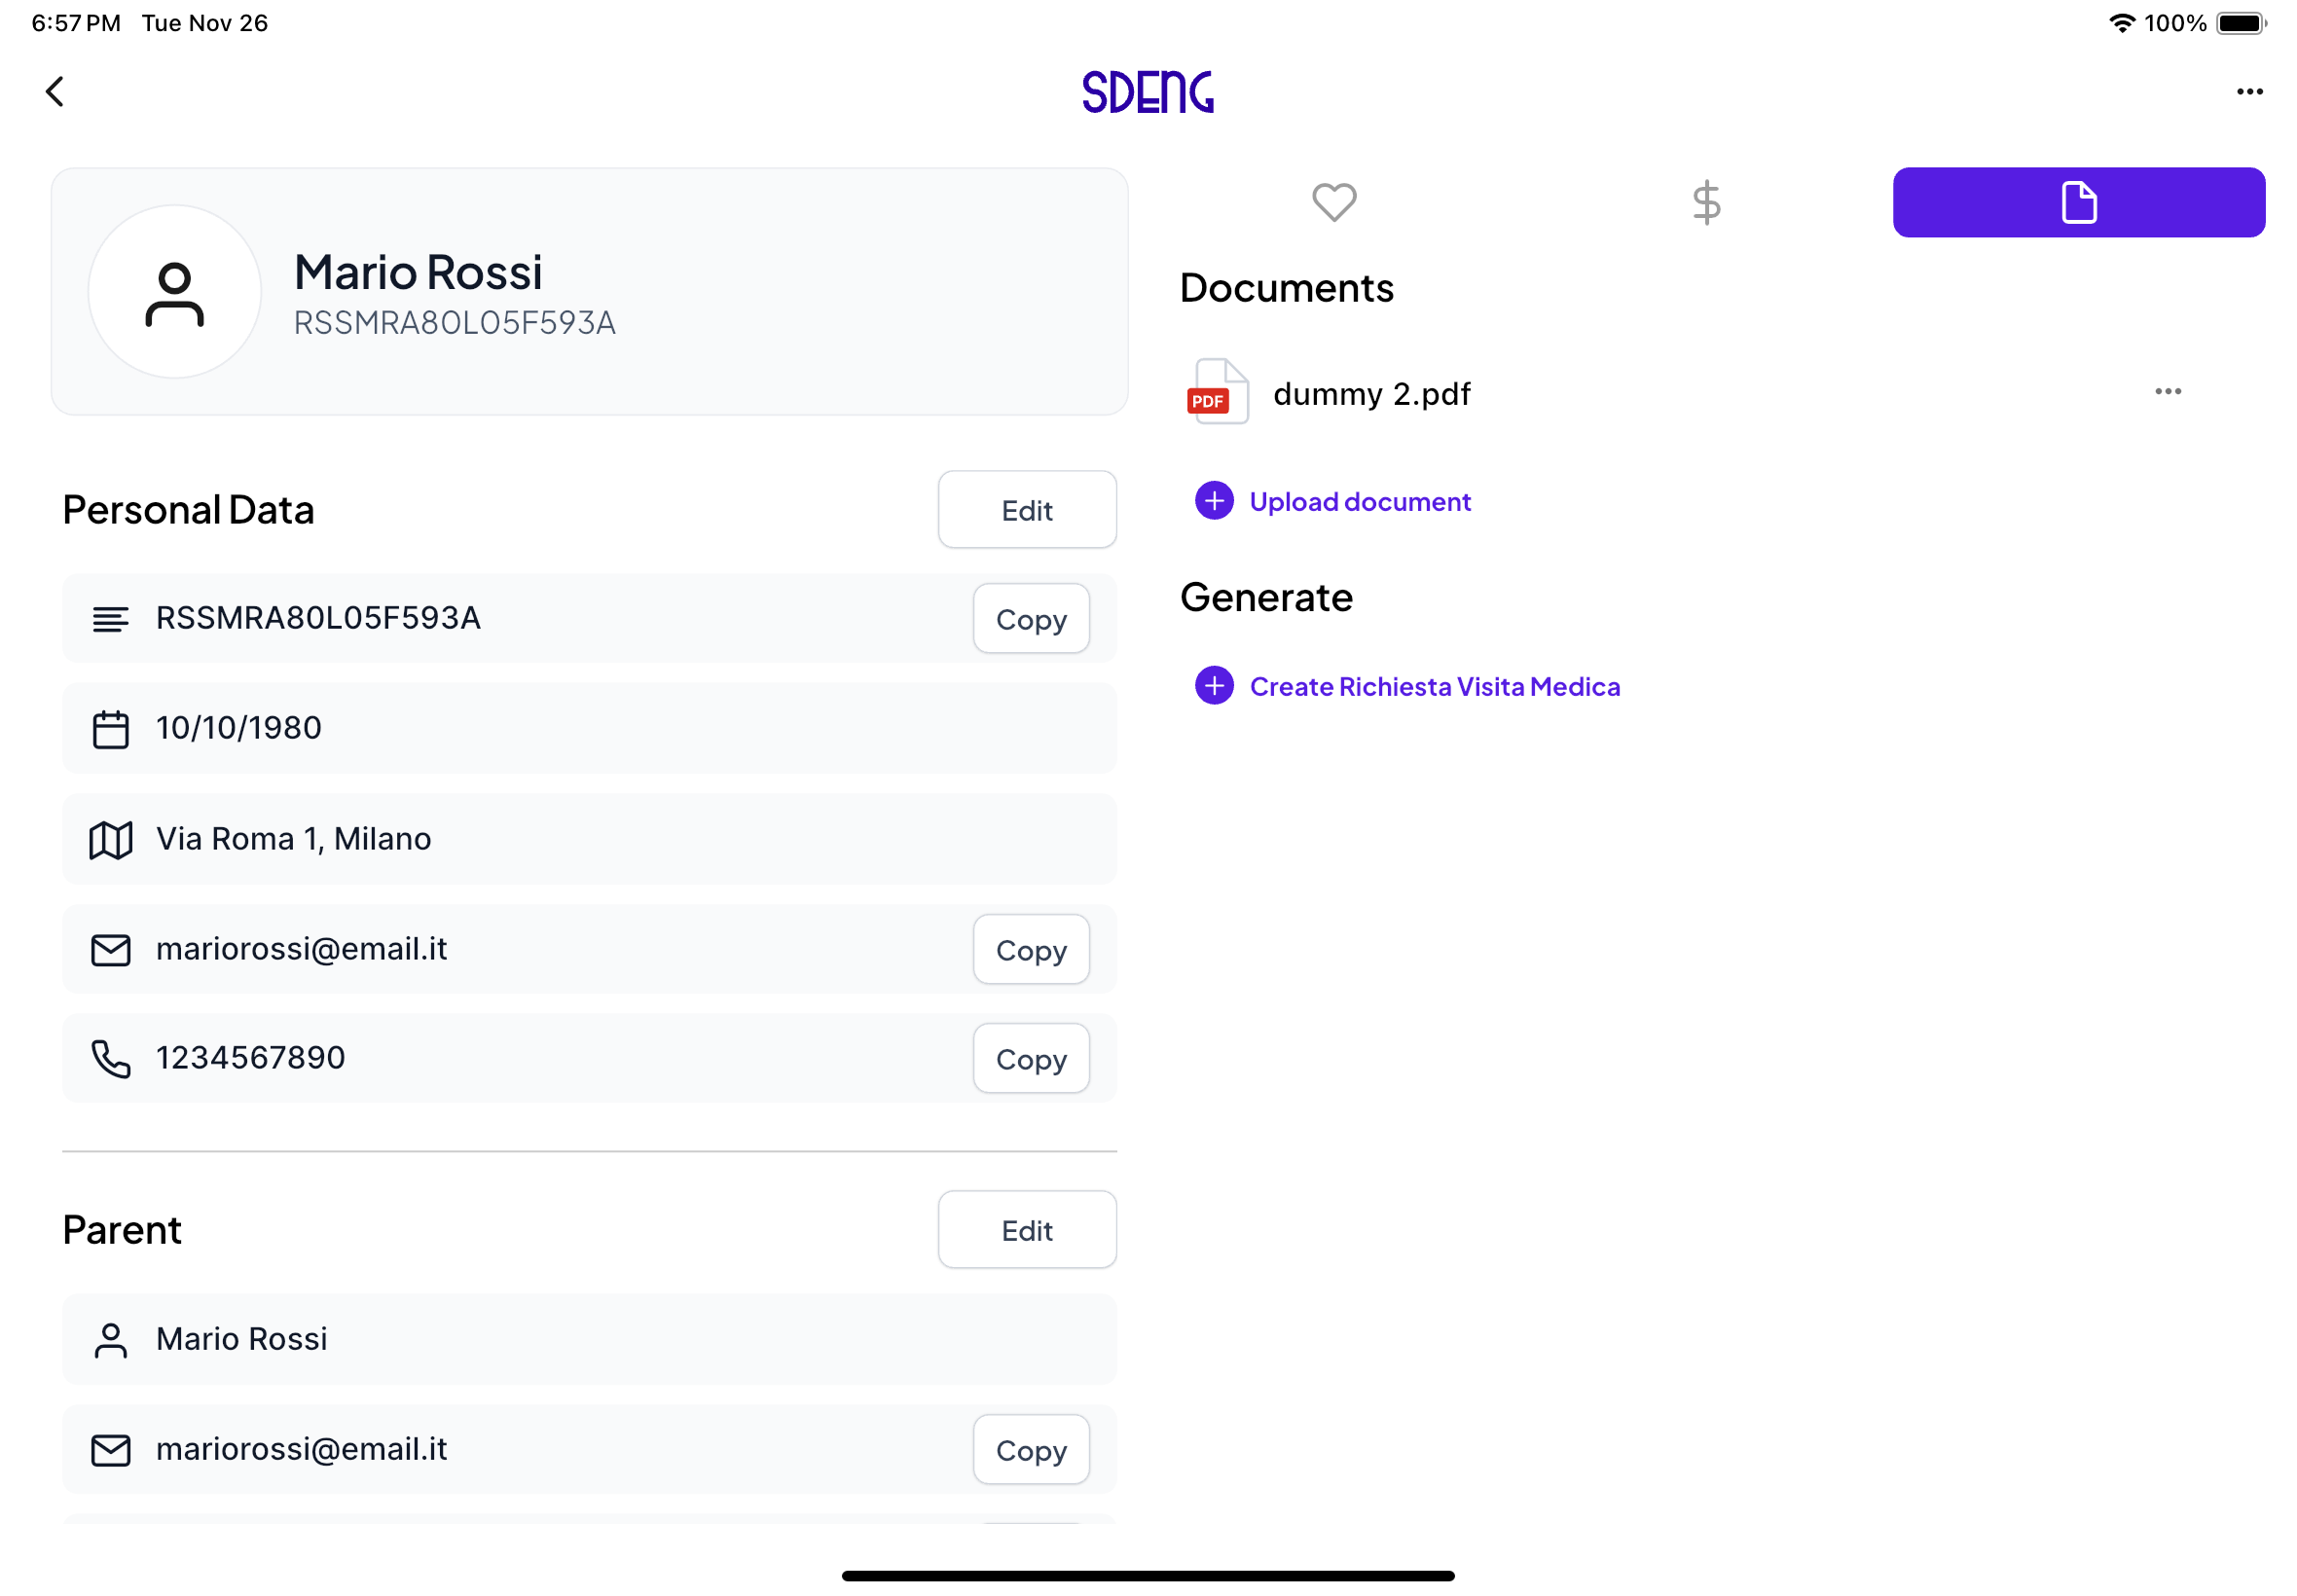 6:57 PM Tue Nov 26
100%
SDENG
Mario Rossi
RSSMRA80L05F593A
Personal Data
Edit
RSSMRA80L05F593A
Copy
10/10/1980
Via Roma 1, MIlano
mariorossi@email.it
Copy
1234567890
Copy
Parent
Edit
Mario Rossi
mariorossi@email.it
Copy
Documents
PDF
dummy 2.pdf
Upload document
Generate
Create Richiesta Visita Medica